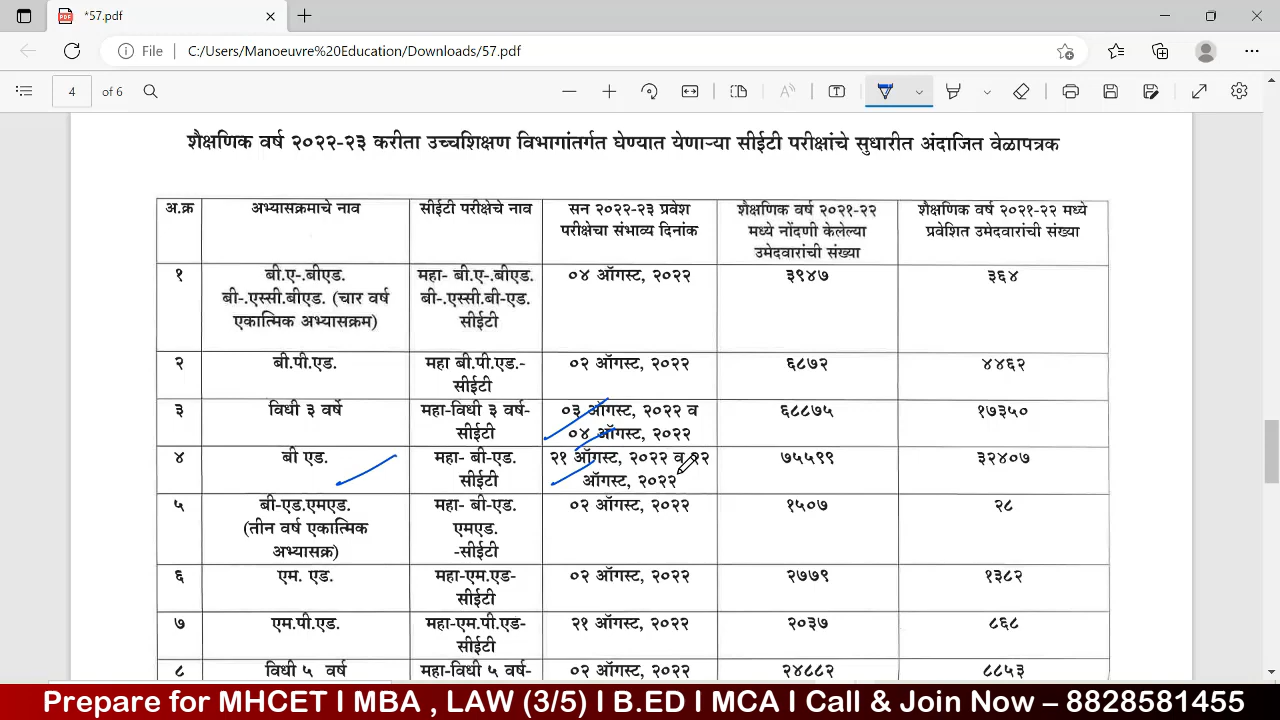 *57.pdf
File C:/Users/Manoeuvre%20Education/Downloads/57.pdf
4 of 6
शैक्षणिक वर्ष २०२२-२३ करीता उच्चशिक्षण विभागांतर्गत घेण्यात येणाऱ्या सीईटी परीक्षांचे सुधारीत अंदाजित वेळापत्रक
अ.क्र अभ्यासक्रमाचे नाव सीईटी परीक्षेचे नाव सन २०२२-२३ प्रवेश शैक्षणिक वर्ष २०२१-२२ शैक्षणिक वर्ष २०२१-२२ मध्ये
परीक्षेचा संभाव्य दिनांक मध्ये नोंदणी केलेल्या प्रवेशित उमेदवारांची संख्या
उमेदवारांची संख्या
१ बी.ए-.बीएड. महा- बी.ए-.बीएड. ०४ ऑगस्ट, २०२२ ३९४७ ३६४
बी-.एस्सी.बीएड. (चार वर्ष बी-.एस्सी.बी-एड.
एकात्मिक अभ्यासक्रम) सीईटी
२ बी.पी.एड. महा बी.पी.एड.- ०२ ऑगस्ट, २०२२ ६८७२ ४४६२
सीईटी
३ विधी ३ वर्षे महा-विधी ३ वर्ष- ०३ ऑगस्ट, २०२२ व ६८८७५ १७३५०
सीईटी ०४ ऑगस्ट, २०२२
४ बी एड. महा- बी-एड. २१ ऑगस्ट, २०२२ व २२ ७५५९९ ३२४०७
सीईटी ऑगस्ट, २०२२
५ बी-एड.एमएड. महा- बी-एड. ०२ ऑगस्ट, २०२२ १५०७ २८
(तीन वर्ष एकात्मिक एमएड.
अभ्यासक्र) -सीईटी
६ एम. एड. महा-एम.एड- ०२ ऑगस्ट, २०२२ २७७९ १३८२
सीईटी
७ एम.पी.एड. महा-एम.पी.एड- २१ ऑगस्ट, २०२२ २०३७ ८६८
सीईटी
८ विधी ५ वर्ष महा-विधी ५ वर्ष- ०२ ऑगस्ट, २०२२ २४८८२ ८८५३
Prepare for MHCET I MBA , LAW (3/5) I B.ED I MCA I Call & Join Now – 8828581455